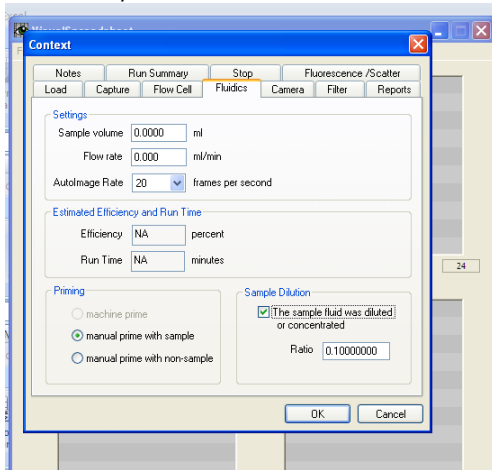 VisualSpreadsheet
Context
Notes Run Summary Stop Fluorescence /Scatter
Load Capture Flow Cell Fluidics Camera Filter Reports
Settings
Sample volume 0.0000 ml
Flow rate 0.000 ml/min
AutoImage Rate 20 frames per second
Estimated Efficiency and Run Time
Efficiency NA percent
Run Time NA minutes
24
Priming
machine prime
manual prime with sample
manual prime with non-sample
Sample Dilution
The sample fluid was diluted
or concentrated
Ratio 0.10000000
OK Cancel